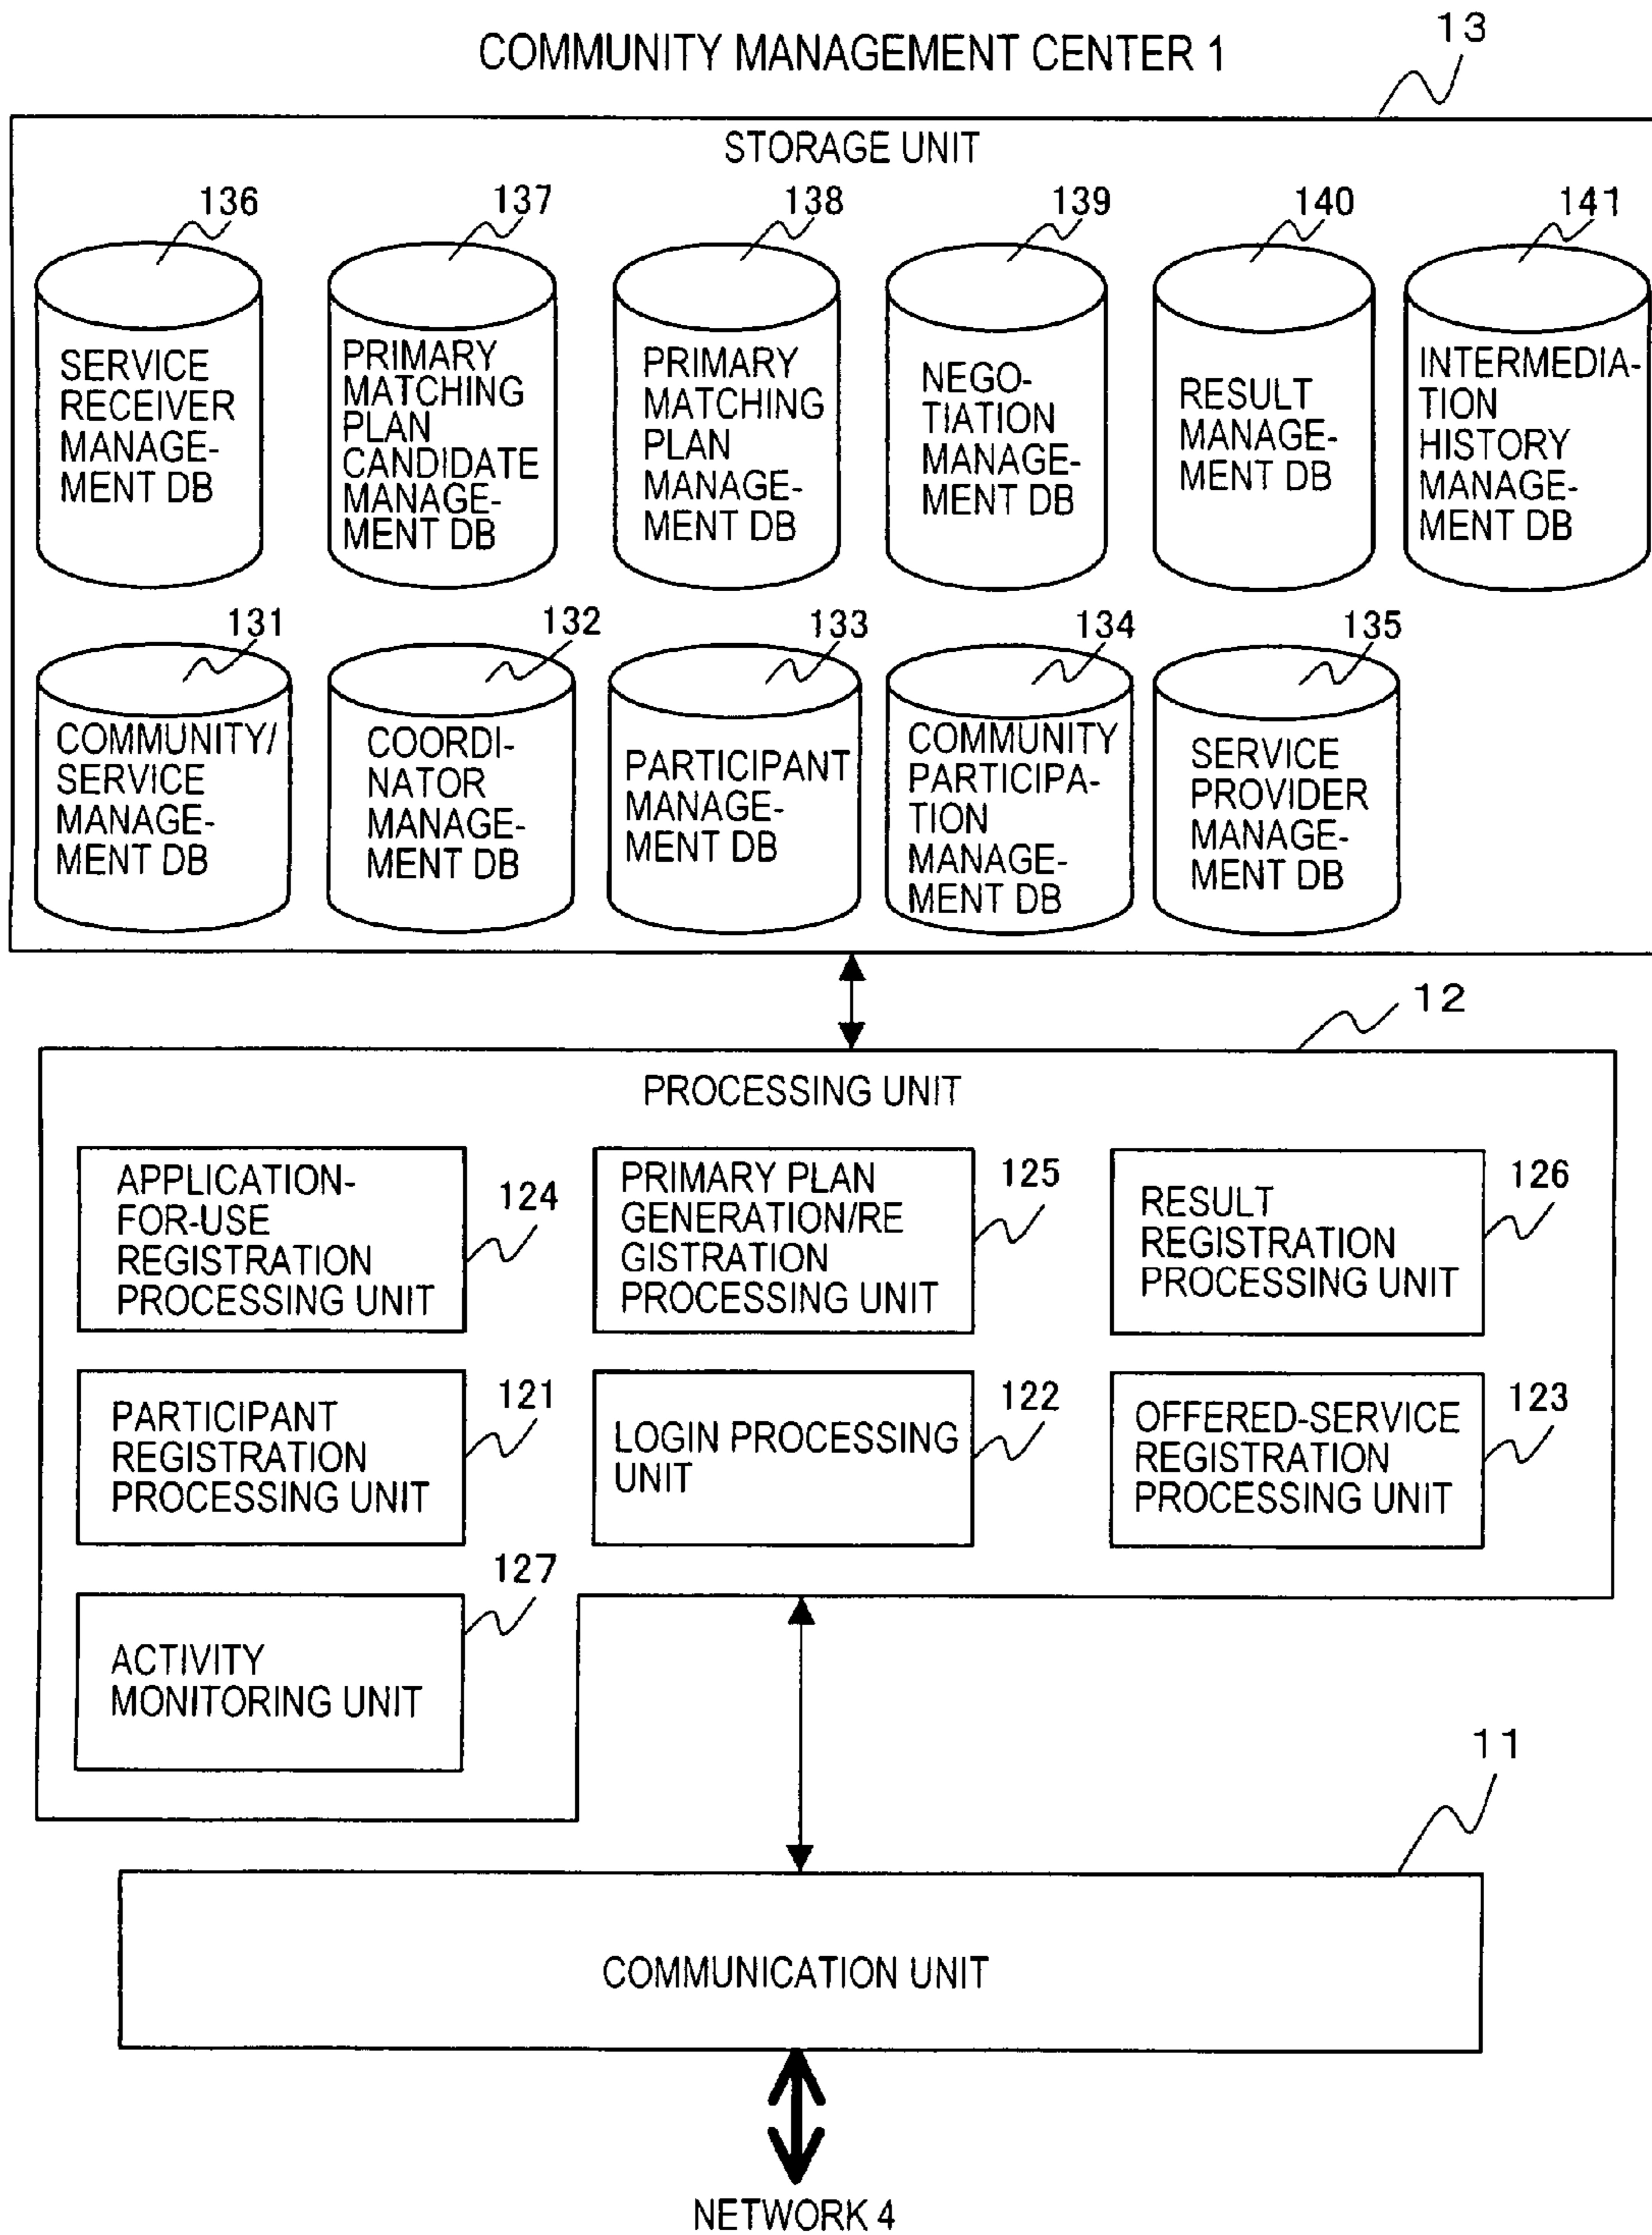 COMMUNITY MANAGEMENT CENTER 1
13
STORAGE UNIT
136
137
138
139
140
141
SERVICE
RECEIVER
MANAGE-
MENT DB
PRIMARY
MATCHING
PLAN
CANDIDATE
MANAGE-
MENT DB
PRIMARY
MATCHING
PLAN
MANAGE-
MENT DB
NEGO-
TIATION
MANAGE-
MENT DB
RESULT
MANAGE-
MENT DB
INTERMEDIA-
TION
HISTORY
MANAGE-
MENT DB
131
132
133
134
135
COMMUNITY/
SERVICE
MANAGE-
MENT DB
COORDI-
NATOR
MANAGE-
MENT DB
PARTICIPANT
MANAGE-
MENT DB
COMMUNITY
PARTICIPA-
TION
MANAGE-
MENT DB
SERVICE
PROVIDER
MANAGE-
MENT DB
12
PROCESSING UNIT
APPLICATION-
FOR-USE
REGISTRATION
PROCESSING UNIT
124
PRIMARY PLAN
GENERATION/RE
GISTRATION
PROCESSING UNIT
125
RESULT
REGISTRATION
PROCESSING UNIT
126
PARTICIPANT
REGISTRATION
PROCESSING UNIT
121
LOGIN PROCESSING
UNIT
122
OFFERED-SERVICE
REGISTRATION
PROCESSING UNIT
123
ACTIVITY
MONITORING UNIT
127
11
COMMUNICATION UNIT
NETWORK 4